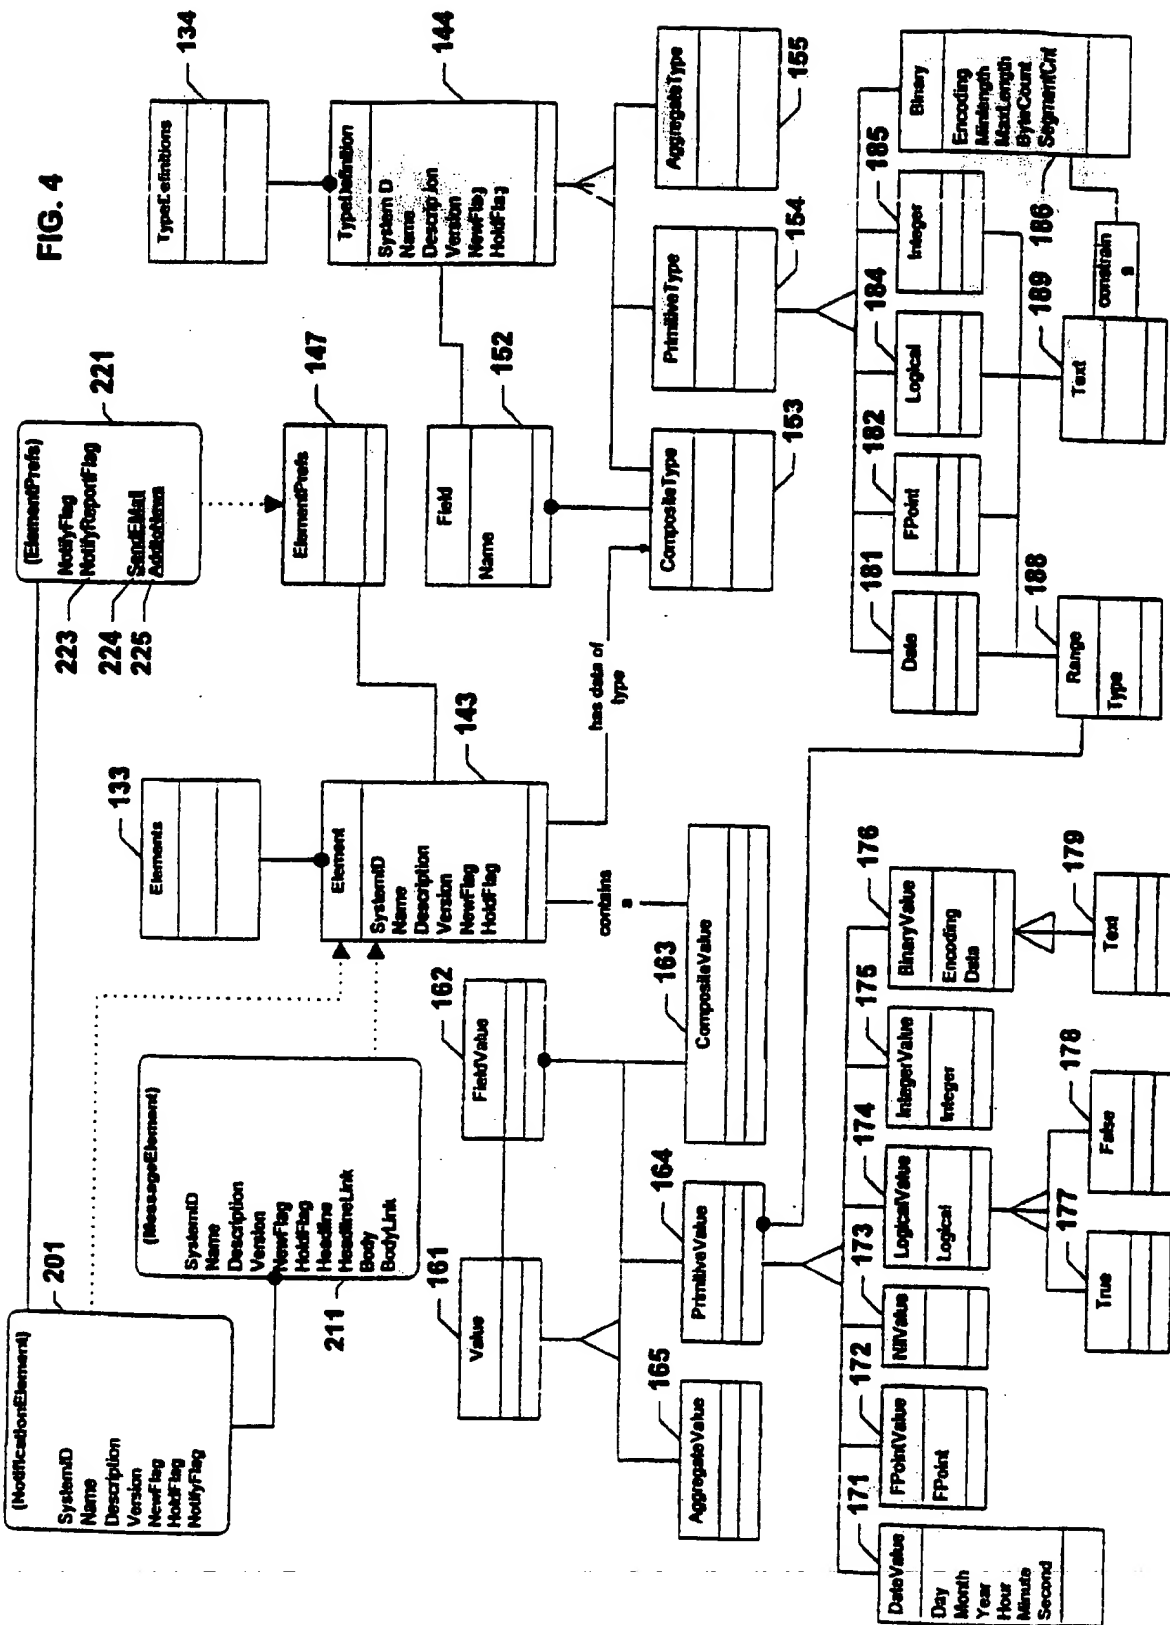 FIG. 4
(NotificationElement)
SystemID
Name
Description
Version
NewFlag
HoldFlag
NotifyFlag
201
(MessageElement)
SystemID
Name
Description
Version
NewFlag
HoldFlag
Headline
HeadlineLink
Body
BodyLink
211
Elements
133
Element
SystemID
Name
Description
Version
NewFlag
HoldFlag
143
(ElementPrefs)
NotifyFlag
NotifyReportFlag
SendEMail
AddtoNews
221
223
224
225
ElementPrefs
147
TypeDefinitions
134
TypeDefinition
System D
Name
Description
Version
NewFlag
HoldFlag
144
Field
Name
152
contains
a
has data of
type
Value
161
FieldValue
162
AggregateValue
165
PrimitiveValue
164
CompositeValue
163
CompositeType
153
PrimitiveType
154
AggregateType
155
DateValue
Day
Month
Year
Hour
Minute
Second
171
FPointValue
FPoint
172
NilValue
173
LogicalValue
Logical
174
IntegerValue
Integer
175
BinaryValue
Encoding
Data
176
True
177
False
178
Text
179
Date
181
FPoint
182
Logical
184
Integer
185
Binary
Encoding
Minlength
MaxLength
ByteCount
SegmentCnt
186
Range
Type
188
Text
189
constrain
s